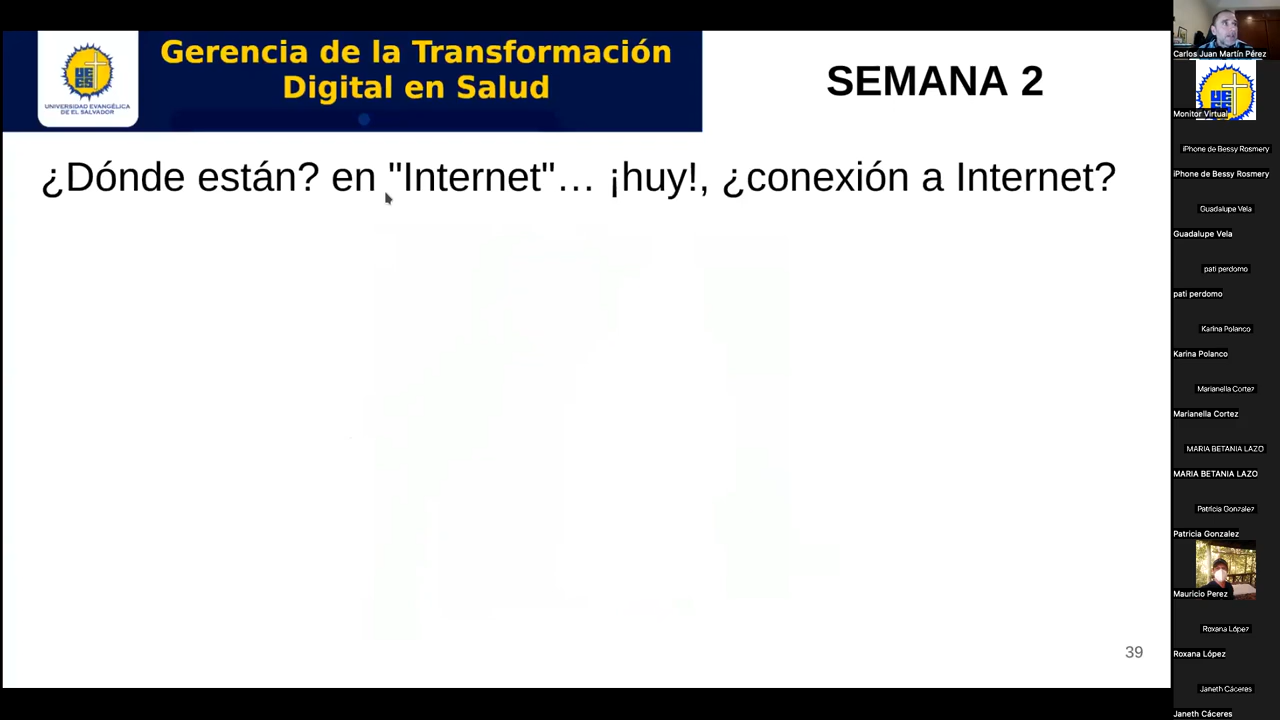 Gerencia de la Transformación
Digital en Salud
SEMANA 2
UNIVERSIDAD EVANGÉLICA
DE EL SALVADOR
¿Dónde están? en "Internet"... ¡huy!, ¿conexión a Internet?
39
Carlos Juan Martín Pérez
Monitor Virtual
iPhone de Bessy Rosmery
iPhone de Bessy Rosmery
Guadalupe Vela
Guadalupe Vela
pati perdomo
pati perdomo
Karina Polanco
Karina Polanco
Marianella Cortez
Marianella Cortez
MARIA BETANIA LAZO
MARIA BETANIA LAZO
Patricia Gonzalez
Patricia Gonzalez
Mauricio Perez
Roxana López
Roxana López
Janeth Cáceres
Janeth Cáceres